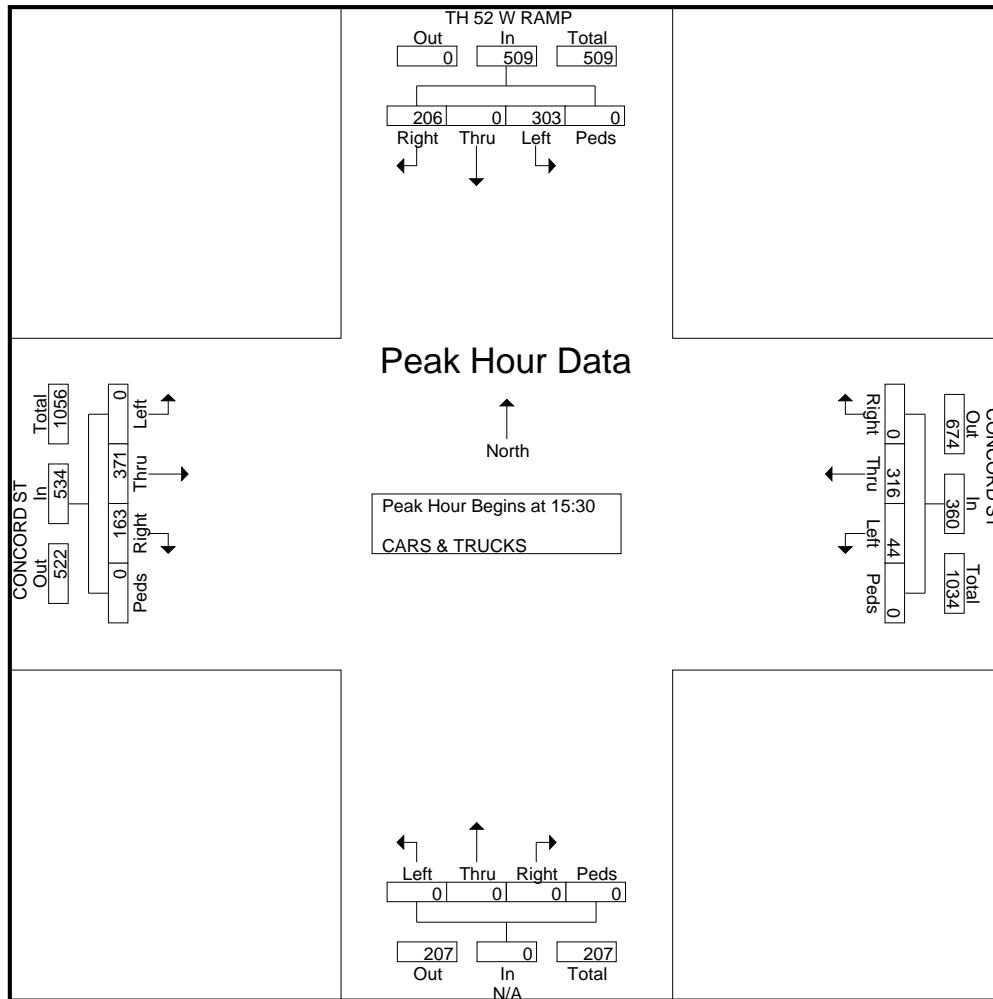 TH 52 W RAMP
Out In Total
0 509 509
206 0 303 0
Right Thru Left Peds
Peak Hour Data
North
Peak Hour Begins at 15:30
CARS & TRUCKS
CONCORD ST
Total In Out
1056 534 522
0 371 163 0
Left Thru Right Peds
CONCORD ST
Out In Total
674 360 1034
0 316 44 0
Right Thru Left Peds
Left Thru Right Peds
0 0 0 0
207 0 207
Out In Total
N/A